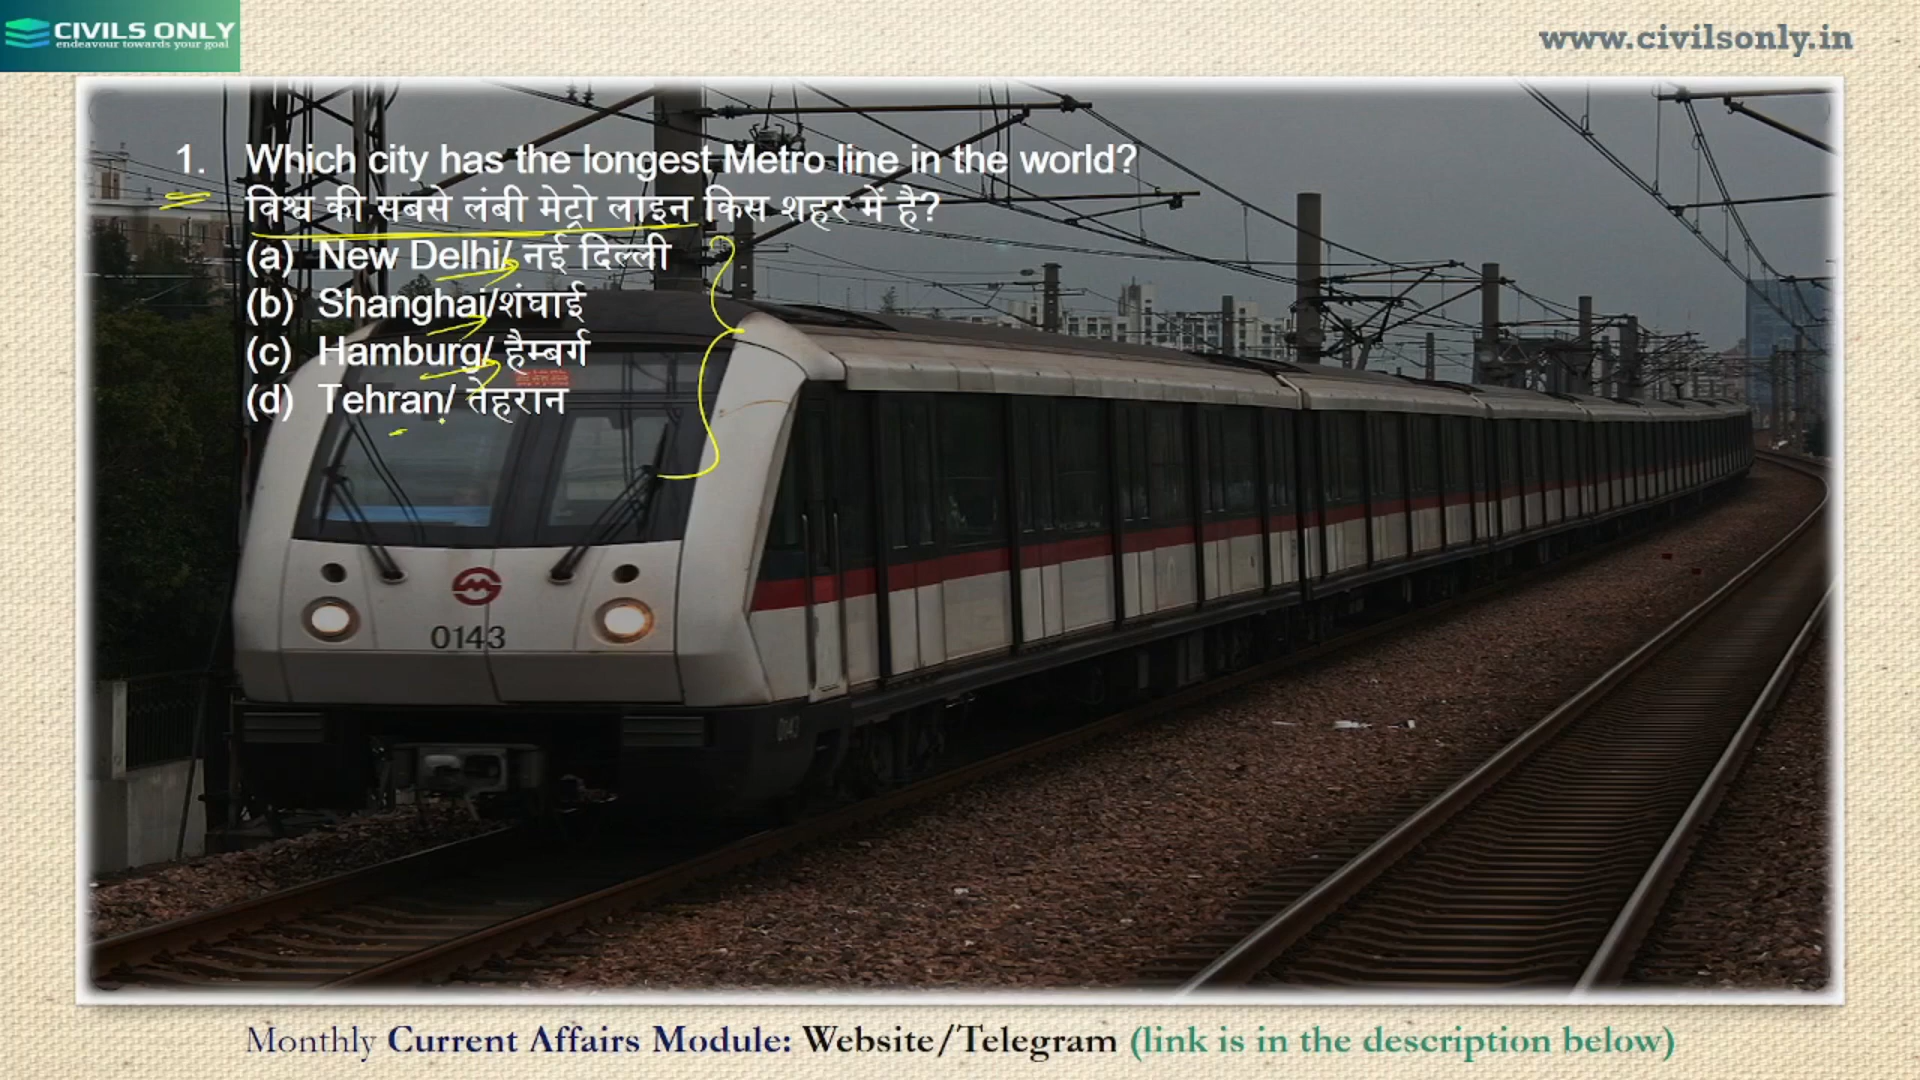 CIVILS ONLY
endeavour towards your goal
www.civilsonly.in
1. Which city has the longest Metro line in the world?
विश्व की सबसे लंबी मेट्रो लाइन किस शहर में है?
(a) New Delhi/ नई दिल्ली
(b) Shanghai/शंघाई
(c) Hamburg/ हैम्बर्ग
(d) Tehran/ तेहरान
0143
Monthly Current Affairs Module: Website/Telegram (link is in the description below)